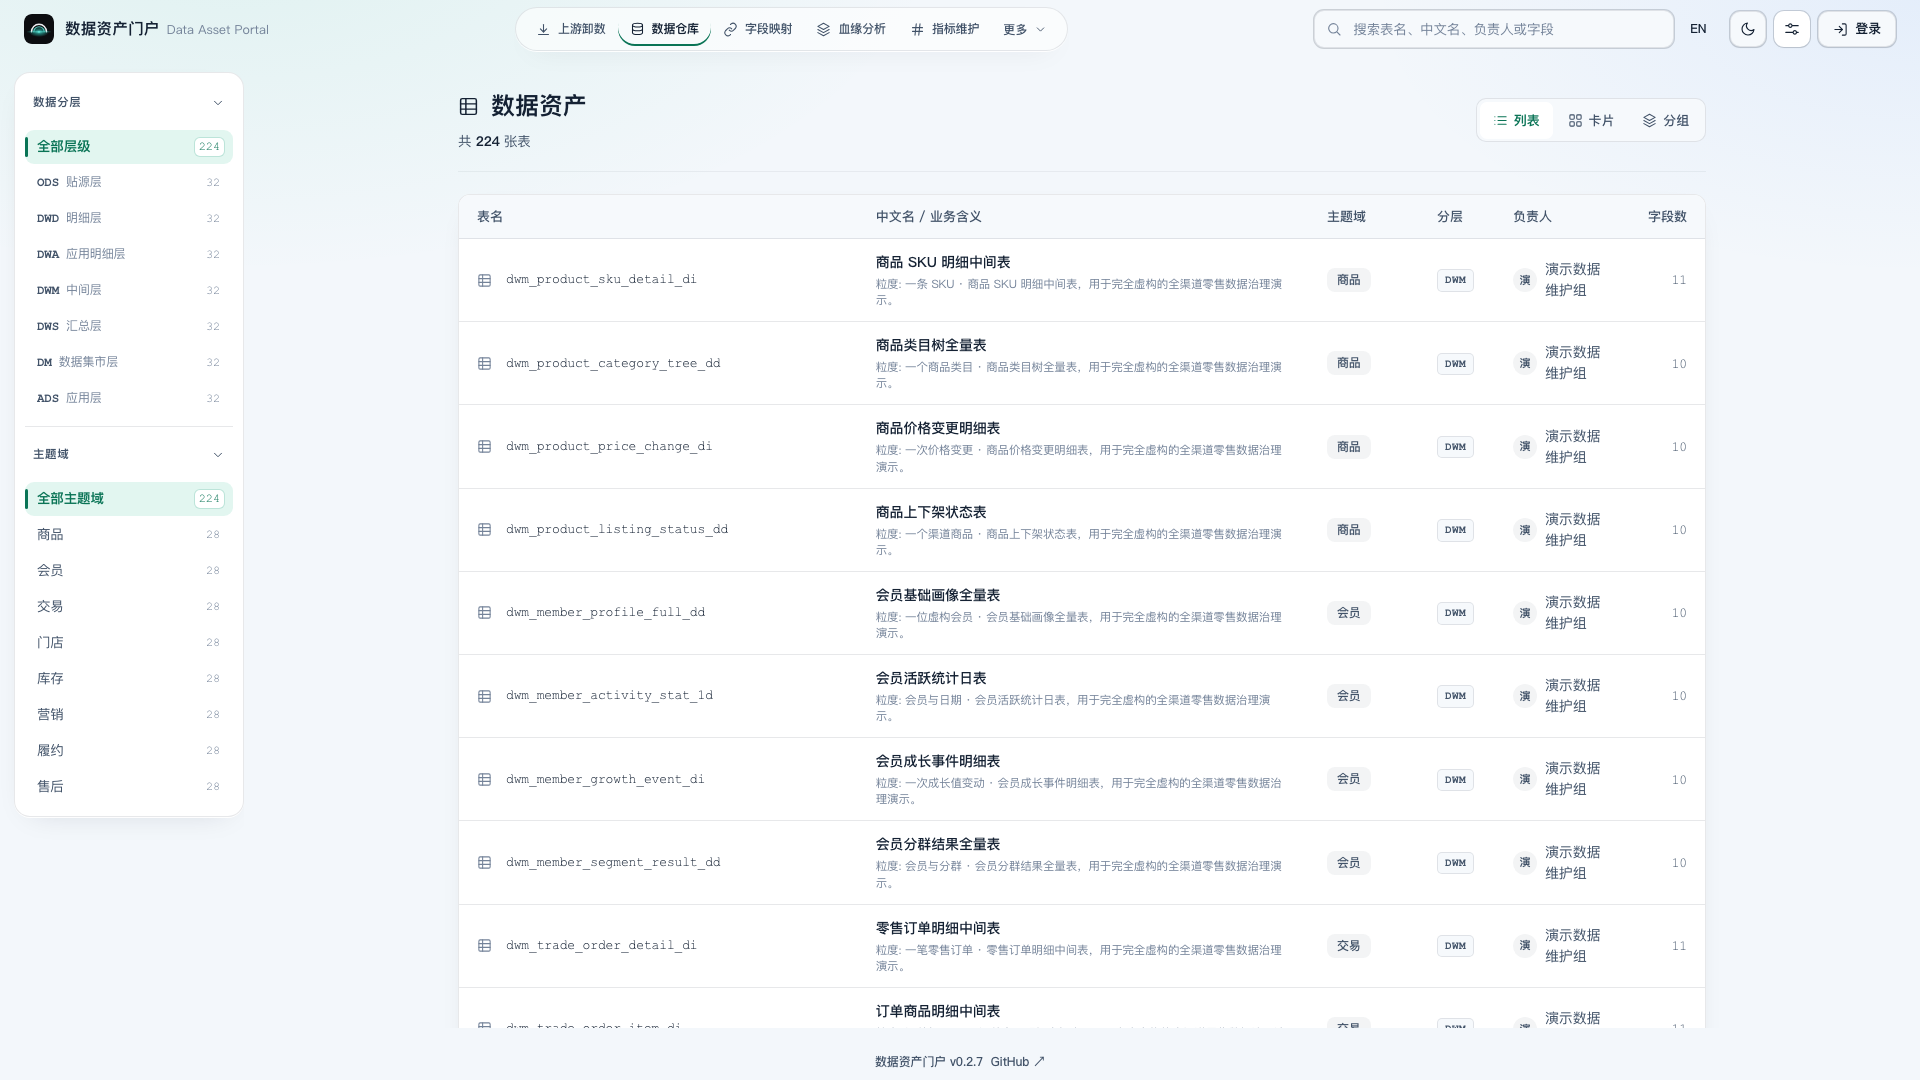 数据资产门户 Data Asset Portal
上游卸数 数据仓库 字段映射 血缘分析 指标维护 更多
搜索表名、中文名、负责人或字段
EN
登录
数据分层
全部层级 224
ODS 贴源层 32
DWD 明细层 32
DWA 应用明细层 32
DWM 中间层 32
DWS 汇总层 32
DM 数据集市层 32
ADS 应用层 32
主题域
全部主题域 224
商品 28
会员 28
交易 28
门店 28
库存 28
营销 28
履约 28
售后 28
数据资产
共 224 张表
列表 卡片 分组
表名 中文名 / 业务含义 主题域 分层 负责人 字段数
dwm_product_sku_detail_di
商品 SKU 明细中间表
粒度: 一条 SKU · 商品 SKU 明细中间表，用于完全虚构的全渠道零售数据治理演
示。
商品 DWM 演 演示数据
维护组
11
dwm_product_category_tree_dd
商品类目树全量表
粒度: 一个商品类目 · 商品类目树全量表，用于完全虚构的全渠道零售数据治理演
示。
商品 DWM 演 演示数据
维护组
10
dwm_product_price_change_di
商品价格变更明细表
粒度: 一次价格变更 · 商品价格变更明细表，用于完全虚构的全渠道零售数据治理
演示。
商品 DWM 演 演示数据
维护组
10
dwm_product_listing_status_dd
商品上下架状态表
粒度: 一个渠道商品 · 商品上下架状态表，用于完全虚构的全渠道零售数据治理演
示。
商品 DWM 演 演示数据
维护组
10
dwm_member_profile_full_dd
会员基础画像全量表
粒度: 一位虚构会员 · 会员基础画像全量表，用于完全虚构的全渠道零售数据治理
演示。
会员 DWM 演 演示数据
维护组
10
dwm_member_activity_stat_1d
会员活跃统计日表
粒度: 会员与日期 · 会员活跃统计日表，用于完全虚构的全渠道零售数据治理演
示。
会员 DWM 演 演示数据
维护组
10
dwm_member_growth_event_di
会员成长事件明细表
粒度: 一次成长值变动 · 会员成长事件明细表，用于完全虚构的全渠道零售数据治
理演示。
会员 DWM 演 演示数据
维护组
10
dwm_member_segment_result_dd
会员分群结果全量表
粒度: 会员与分群 · 会员分群结果全量表，用于完全虚构的全渠道零售数据治理演
示。
会员 DWM 演 演示数据
维护组
10
dwm_trade_order_detail_di
零售订单明细中间表
粒度: 一笔零售订单 · 零售订单明细中间表，用于完全虚构的全渠道零售数据治理
演示。
交易 DWM 演 演示数据
维护组
11
dwm_trade_order_item_di
订单商品明细中间表
交易 DWM 演 演示数据
11
数据资产门户 v0.2.7 GitHub ↗